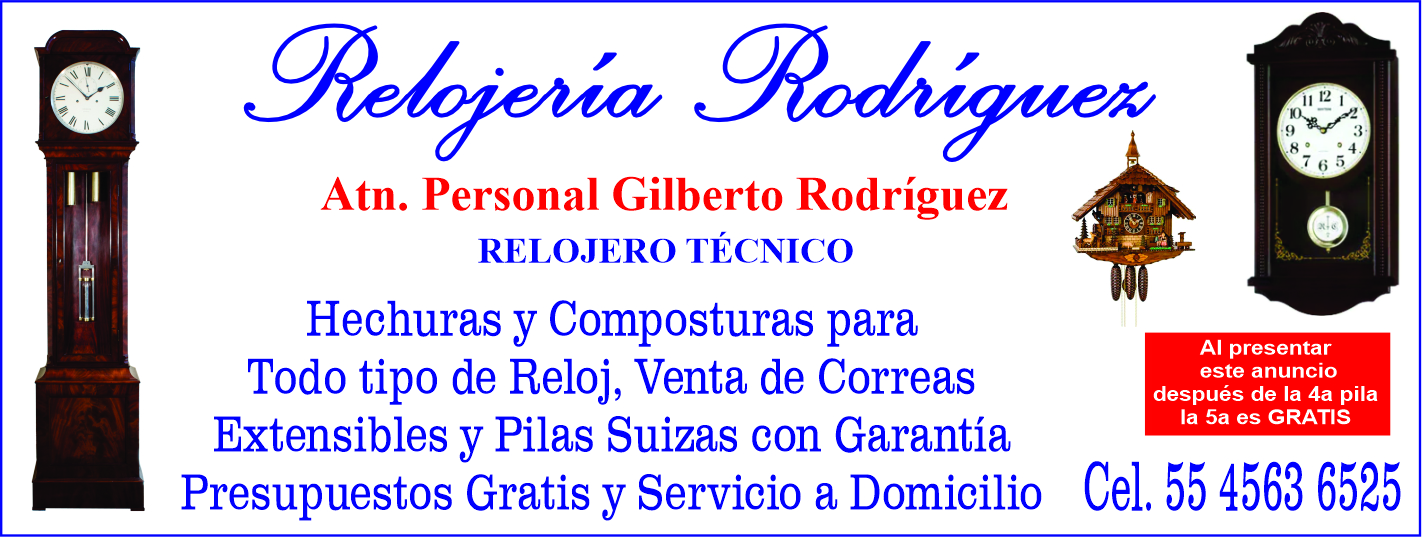 Relojería Rodríguez
Atn. Personal Gilberto Rodríguez
RELOJERO TÉCNICO
Hechuras y Composturas para
Todo tipo de Reloj, Venta de Correas
Extensibles y Pilas Suizas con Garantía
Presupuestos Gratis y Servicio a Domicilio
Al presentar
este anuncio
después de la 4a pila
la 5a es GRATIS
Cel. 55 4563 6525